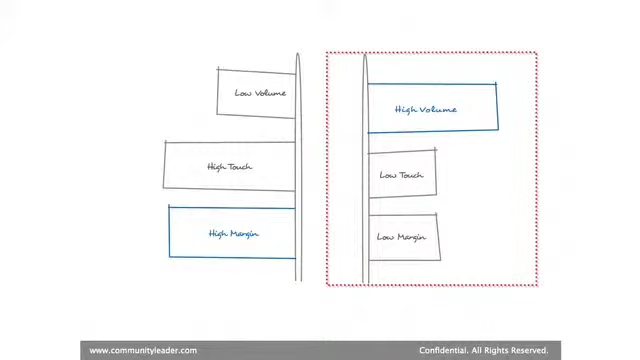 Low Volume
High Touch
High Margin
High Volume
Low Touch
Low Margin
www.communityleader.com
Confidential. All Rights Reserved.